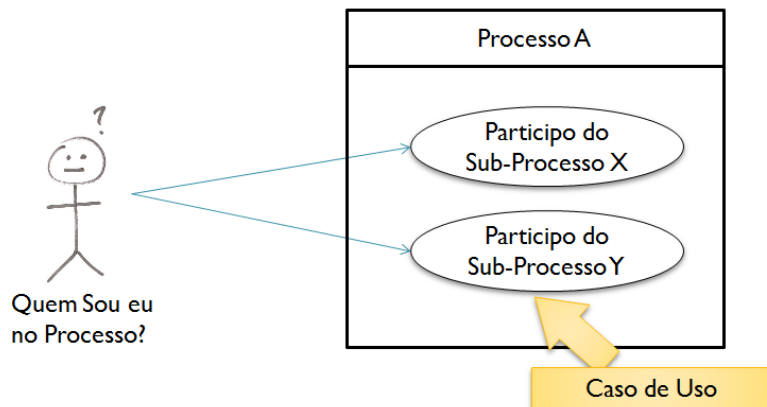 Processo A
?
Participo do
Sub-Processo X
Participo do
Sub-Processo Y
Quem Sou eu
no Processo?
Caso de Uso